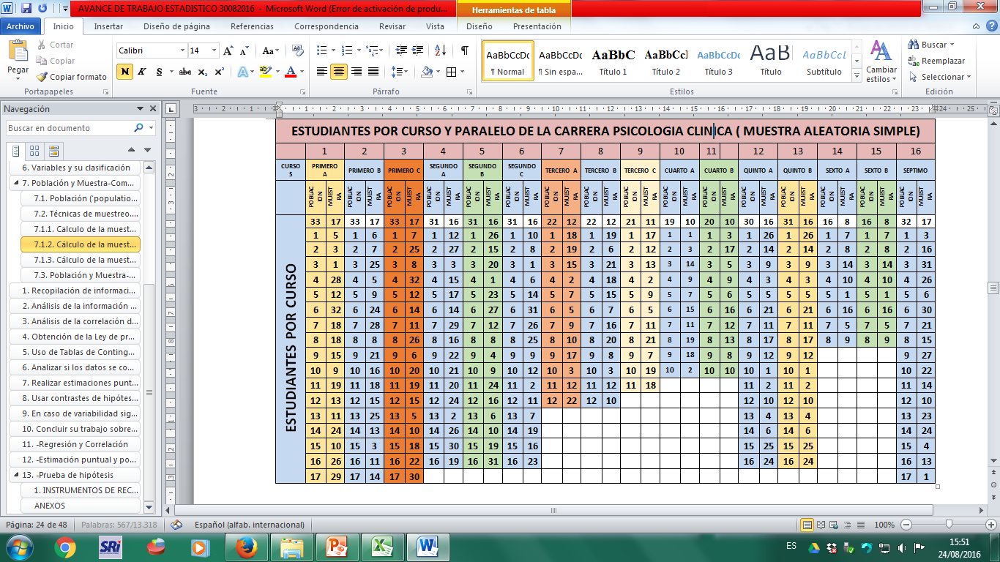 AVANCE DE TRABAJO ESTADISTICO 30082016 - Microsoft Word (Error de activación de produ...
Herramientas de tabla
Archivo Inicio Insertar Diseño de página Referencias Correspondencia Revisar Vista Diseño Presentación
Pegar
Cortar
Copiar
Copiar formato
Portapapeles
Calibri 14
N K S abc x₂ x²
Fuente
Párrafo
AaBbCcDc AaBbCcDc AaBbC AaBbCcI AaBbCcDc AaB AaBbCcL
¶ Normal ¶ Sin espa... Título 1 Título 2 Título 3 Título Subtítulo
Cambiar estilos
Estilos
Buscar
Reemplazar
Seleccionar
Edición
Navegación
Buscar en documento
6. Variables y su clasificación
7. Población y Muestra-Com...
7.1. Población (´populatio...
7.2. Técnicas de muestreo....
7.1.1. Calculo de la muest...
7.1.2. Cálculo de la muest...
7.1.3. Cálculo de la muest...
7.3. Población y Muestra-...
1. Recopilación de informaci...
2. Análisis de la información ...
3. Análisis de la correlación d...
4. Obtención de la Ley de pr...
5. Uso de Tablas de Conting...
6. Analizar si los datos se co...
7. Realizar estimaciones punt...
8. Usar contrastes de hipótes...
9. En caso de variabilidad sig...
10. Concluir su trabajo sobre...
11. -Regresión y Correlación
12. -Estimación puntual y po...
13. -Prueba de hipótesis
1. INSTRUMENTOS DE REC...
ANEXOS
ESTUDIANTES POR CURSO Y PARALELO DE LA CARRERA PSICOLOGIA CLINICA ( MUESTRA ALEATORIA SIMPLE)
1 2 3 4 5 6 7 8 9 10 11 12 13 14 15 16
CURSOS PRIMERO A PRIMERO B PRIMERO C SEGUNDO A SEGUNDO B SEGUNDO C TERCERO A TERCERO B TERCERO C CUARTO A CUARTO B QUINTO A QUINTO B SEXTO A SEXTO B SEPTIMO
POBLACION MUESTRA POBLACION MUESTRA POBLACION MUESTRA POBLACION MUESTRA POBLACION MUESTRA POBLACION MUESTRA POBLACION MUESTRA POBLACION MUESTRA POBLACION MUESTRA POBLACION MUESTRA POBLACION MUESTRA POBLACION MUESTRA POBLACION MUESTRA POBLACION MUESTRA POBLACION MUESTRA POBLACION MUESTRA
ESTUDIANTES POR CURSO
33 17 33 17 33 17 31 16 31 16 31 16 22 12 22 12 21 11 19 10 20 10 30 16 31 16 16 8 16 8 32 17
1 5 1 6 1 7 1 12 1 26 1 10 1 18 1 19 1 17 1 1 1 3 1 26 1 26 1 7 1 7 1 3
2 3 2 7 2 25 2 27 2 15 2 8 2 19 2 6 2 12 2 3 2 17 2 14 2 14 2 8 2 8 2 16
3 1 3 25 3 8 3 3 3 20 3 1 3 15 3 21 3 13 3 14 3 5 3 9 3 9 3 14 3 14 3 31
4 28 4 5 4 32 4 15 4 1 4 6 4 2 4 18 4 2 4 9 4 9 4 3 4 3 4 10 4 10 4 26
5 12 5 9 5 12 5 17 5 23 5 14 5 7 5 15 5 9 5 7 5 6 5 5 5 5 5 1 5 1 5 6
6 32 6 24 6 14 6 14 6 27 6 31 6 5 6 7 6 5 6 15 6 16 6 21 6 21 6 16 6 16 6 30
7 18 7 28 7 11 7 29 7 12 7 26 7 9 7 16 7 11 7 11 7 12 7 11 7 11 7 5 7 5 7 21
8 18 8 8 8 26 8 16 8 8 8 25 8 10 8 20 8 21 8 19 8 13 8 17 8 17 8 9 8 9 8 15
9 15 9 21 9 6 9 22 9 4 9 9 9 17 9 8 9 7 9 18 9 8 9 12 9 12 9 27
10 9 10 16 10 20 10 21 10 9 10 12 10 3 10 3 10 19 10 2 10 10 10 1 10 1 10 22
11 19 11 18 11 19 11 20 11 24 11 2 11 12 11 12 11 18 11 2 11 2 11 14
12 13 12 15 12 15 12 24 12 16 12 11 12 22 12 10 12 10 12 10 12 10
13 11 13 25 13 5 13 2 13 6 13 7 13 4 13 4 13 23
14 24 14 13 14 10 14 26 14 10 14 19 14 6 14 6 14 24
15 10 15 3 15 18 15 30 15 19 15 16 15 25 15 25 15 4
16 26 16 11 16 22 16 19 16 31 16 23 16 24 16 24 16 13
17 29 17 14 17 30 17 1
Página: 24 de 48 Palabras: 567/13.318 Español (alfab. internacional) 100%
SRi
ES
15:51
24/08/2016